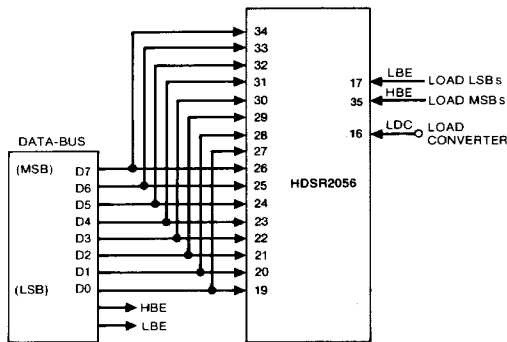 34
33
32
31
30
29
28
27
26
25
24
23
22
21
20
19
HDSR2056
17 LBE LOAD LSBs
35 HBE LOAD MSBs
16 LDC LOAD
CONVERTER
DATA-BUS
(MSB) D7
D6
D5
D4
D3
D2
D1
(LSB) D0
HBE
LBE